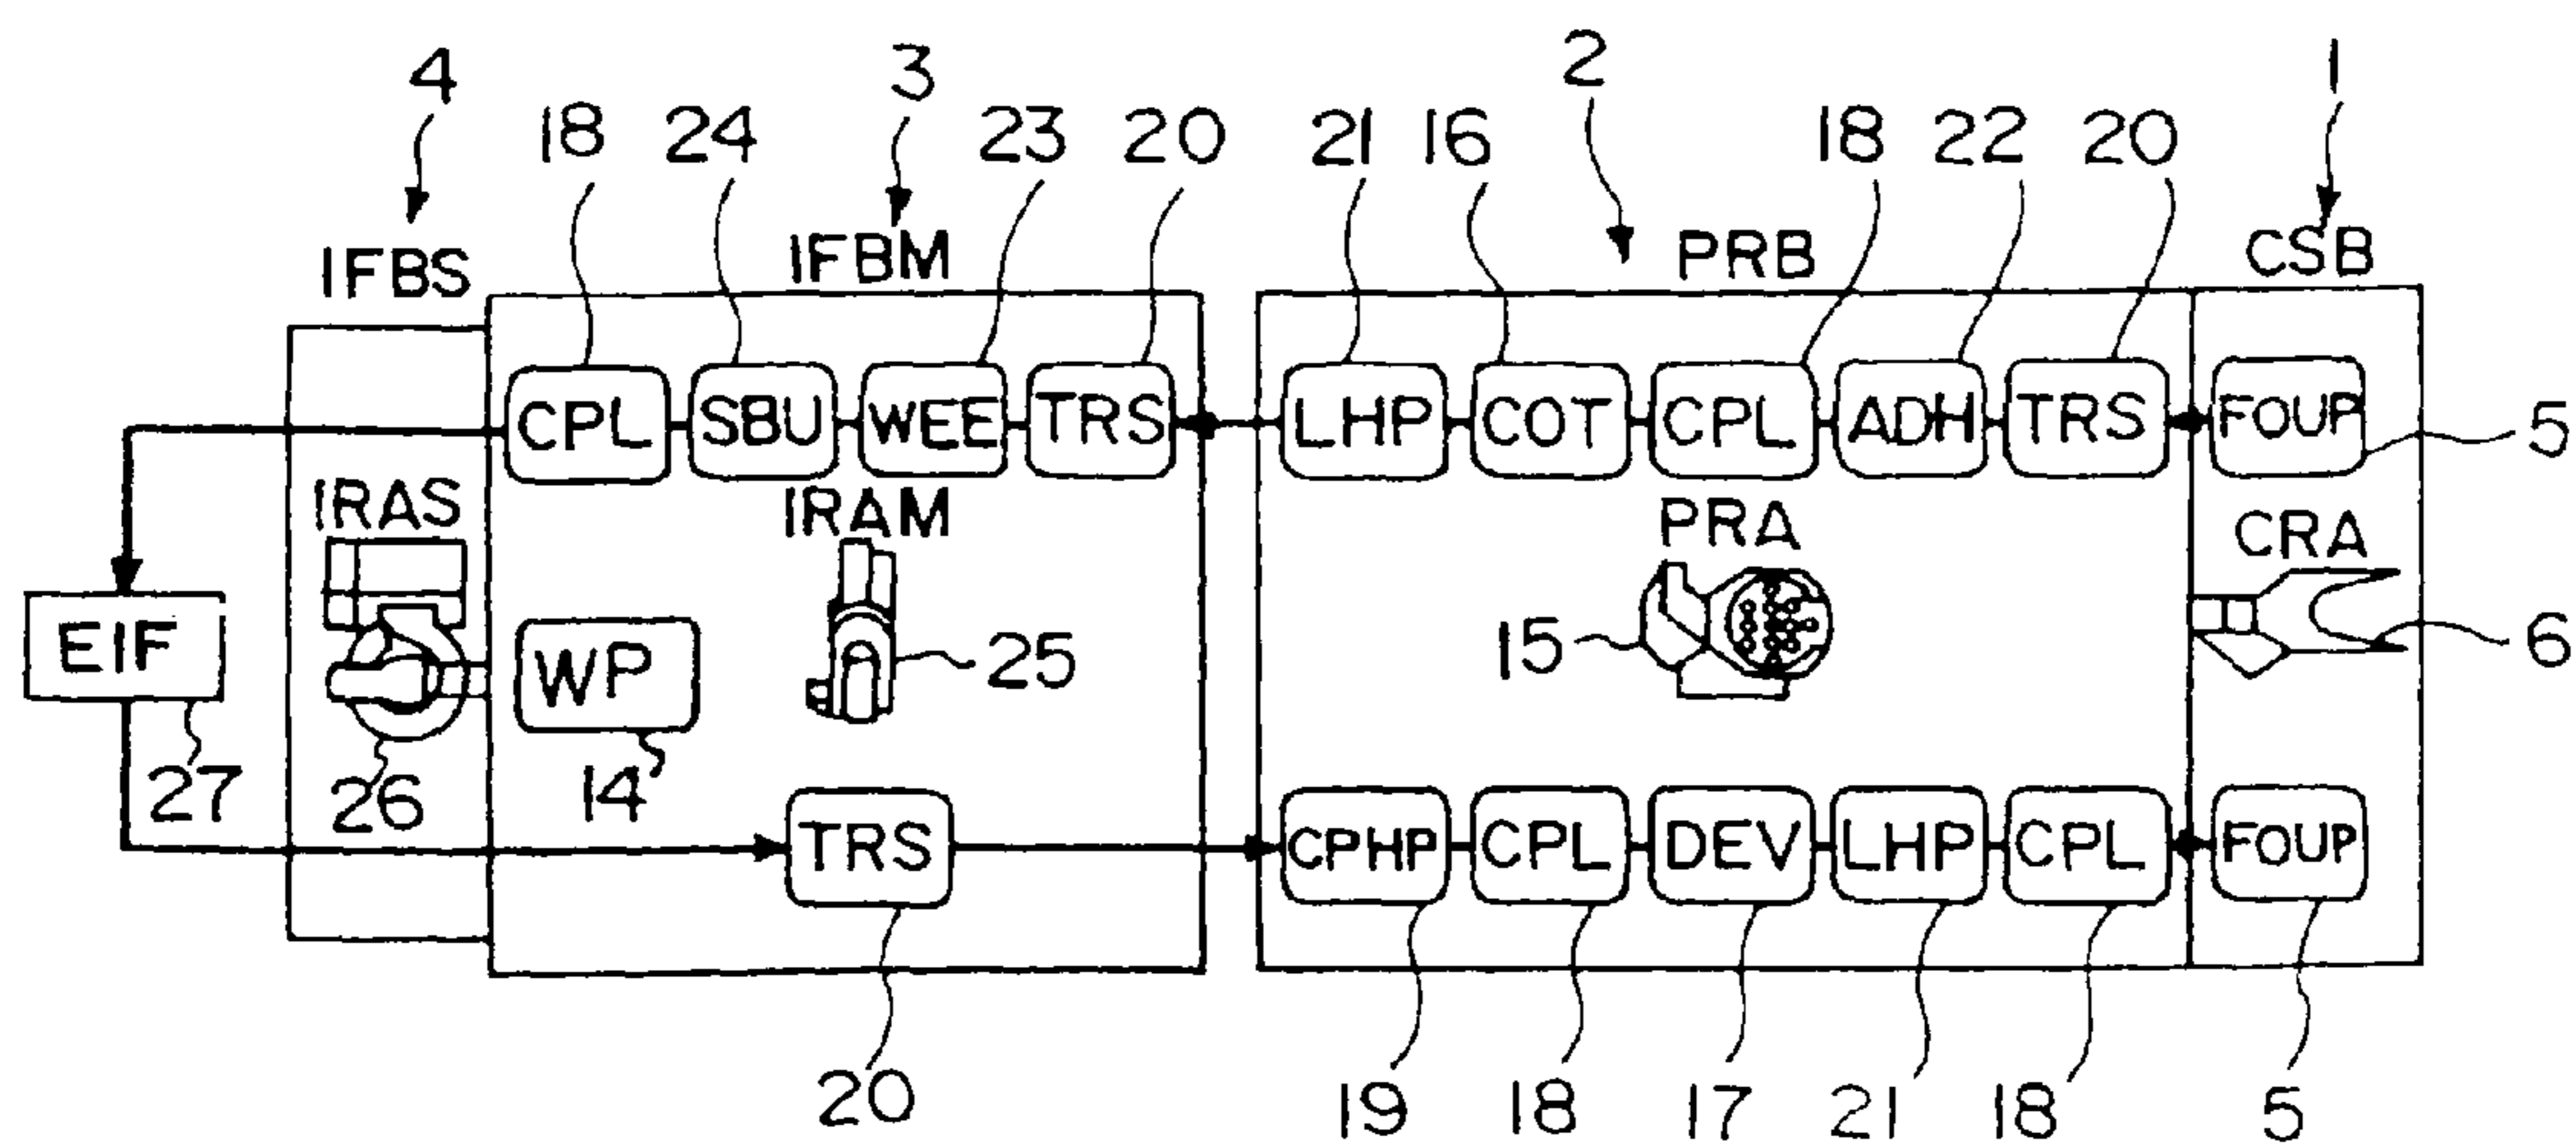 4 3 2 1
18 24 23 20 21 16 18 22 20
IFBS IFBM PRB CSB
CPL SBU WEE TRS LHP COT CPL ADH TRS FOUP 5
IRAS IRAM PRA CRA
EIF WP 25 15 6
27 26 14
TRS CPHP CPL DEV LHP CPL FOUP
20 19 18 17 21 18 5